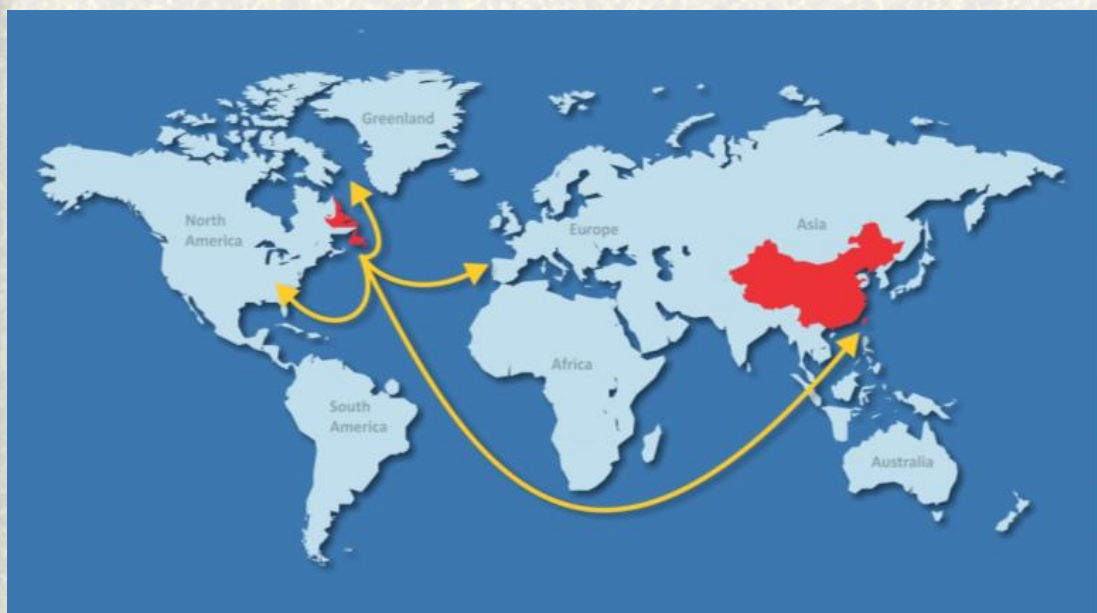 Greenland
North
America
Europe
Asia
Africa
South
America
Australia